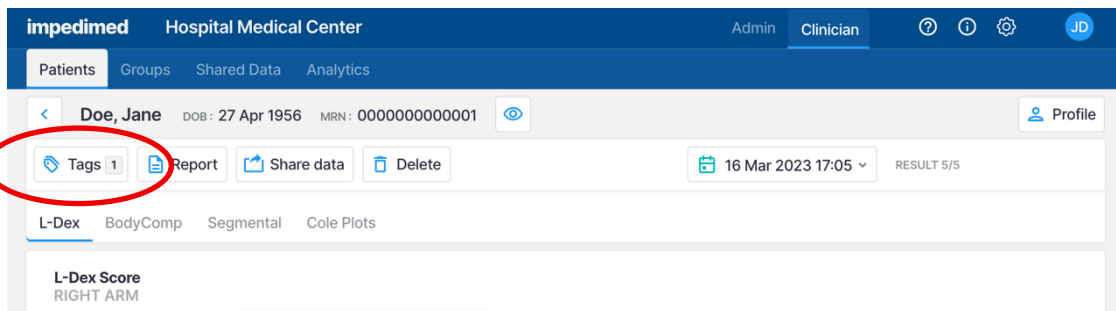 impedimed Hospital Medical Center Admin Clinician JD
Patients Groups Shared Data Analytics
Doe, Jane DOB: 27 Apr 1956 MRN: 0000000000001 Profile
Tags 1 Report Share data Delete 16 Mar 2023 17:05 RESULT 5/5
L-Dex BodyComp Segmental Cole Plots
L-Dex Score
RIGHT ARM